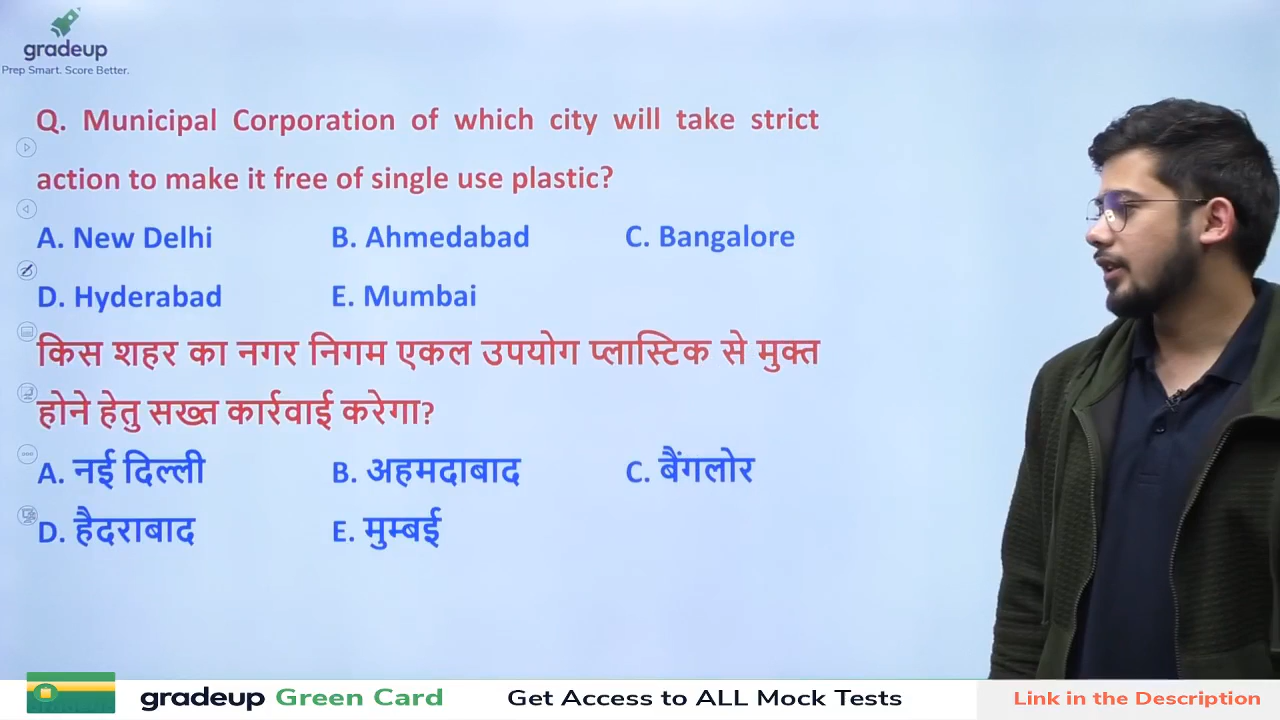 gradeup
Prep Smart. Score Better.
Q. Municipal Corporation of which city will take strict
action to make it free of single use plastic?
A. New Delhi B. Ahmedabad C. Bangalore
D. Hyderabad E. Mumbai
किस शहर का नगर निगम एकल उपयोग प्लास्टिक से मुक्त
होने हेतु सख्त कार्रवाई करेगा?
A. नई दिल्ली B. अहमदाबाद C. बैंगलोर
D. हैदराबाद E. मुम्बई
gradeup Green Card Get Access to ALL Mock Tests Link in the Description